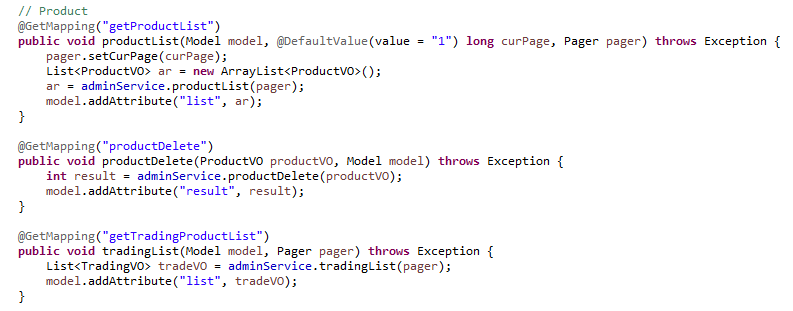 // Product
@GetMapping("getProductList")
public void productList(Model model, @DefaultValue(value = "1") long curPage, Pager pager) throws Exception {
    pager.setCurPage(curPage);
    List<ProductVO> ar = new ArrayList<ProductVO>();
    ar = adminService.productList(pager);
    model.addAttribute("list", ar);
}

@GetMapping("productDelete")
public void productDelete(ProductVO productVO, Model model) throws Exception {
    int result = adminService.productDelete(productVO);
    model.addAttribute("result", result);
}

@GetMapping("getTradingProductList")
public void tradingList(Model model, Pager pager) throws Exception {
    List<TradingVO> tradeVO = adminService.tradingList(pager);
    model.addAttribute("list", tradeVO);
}